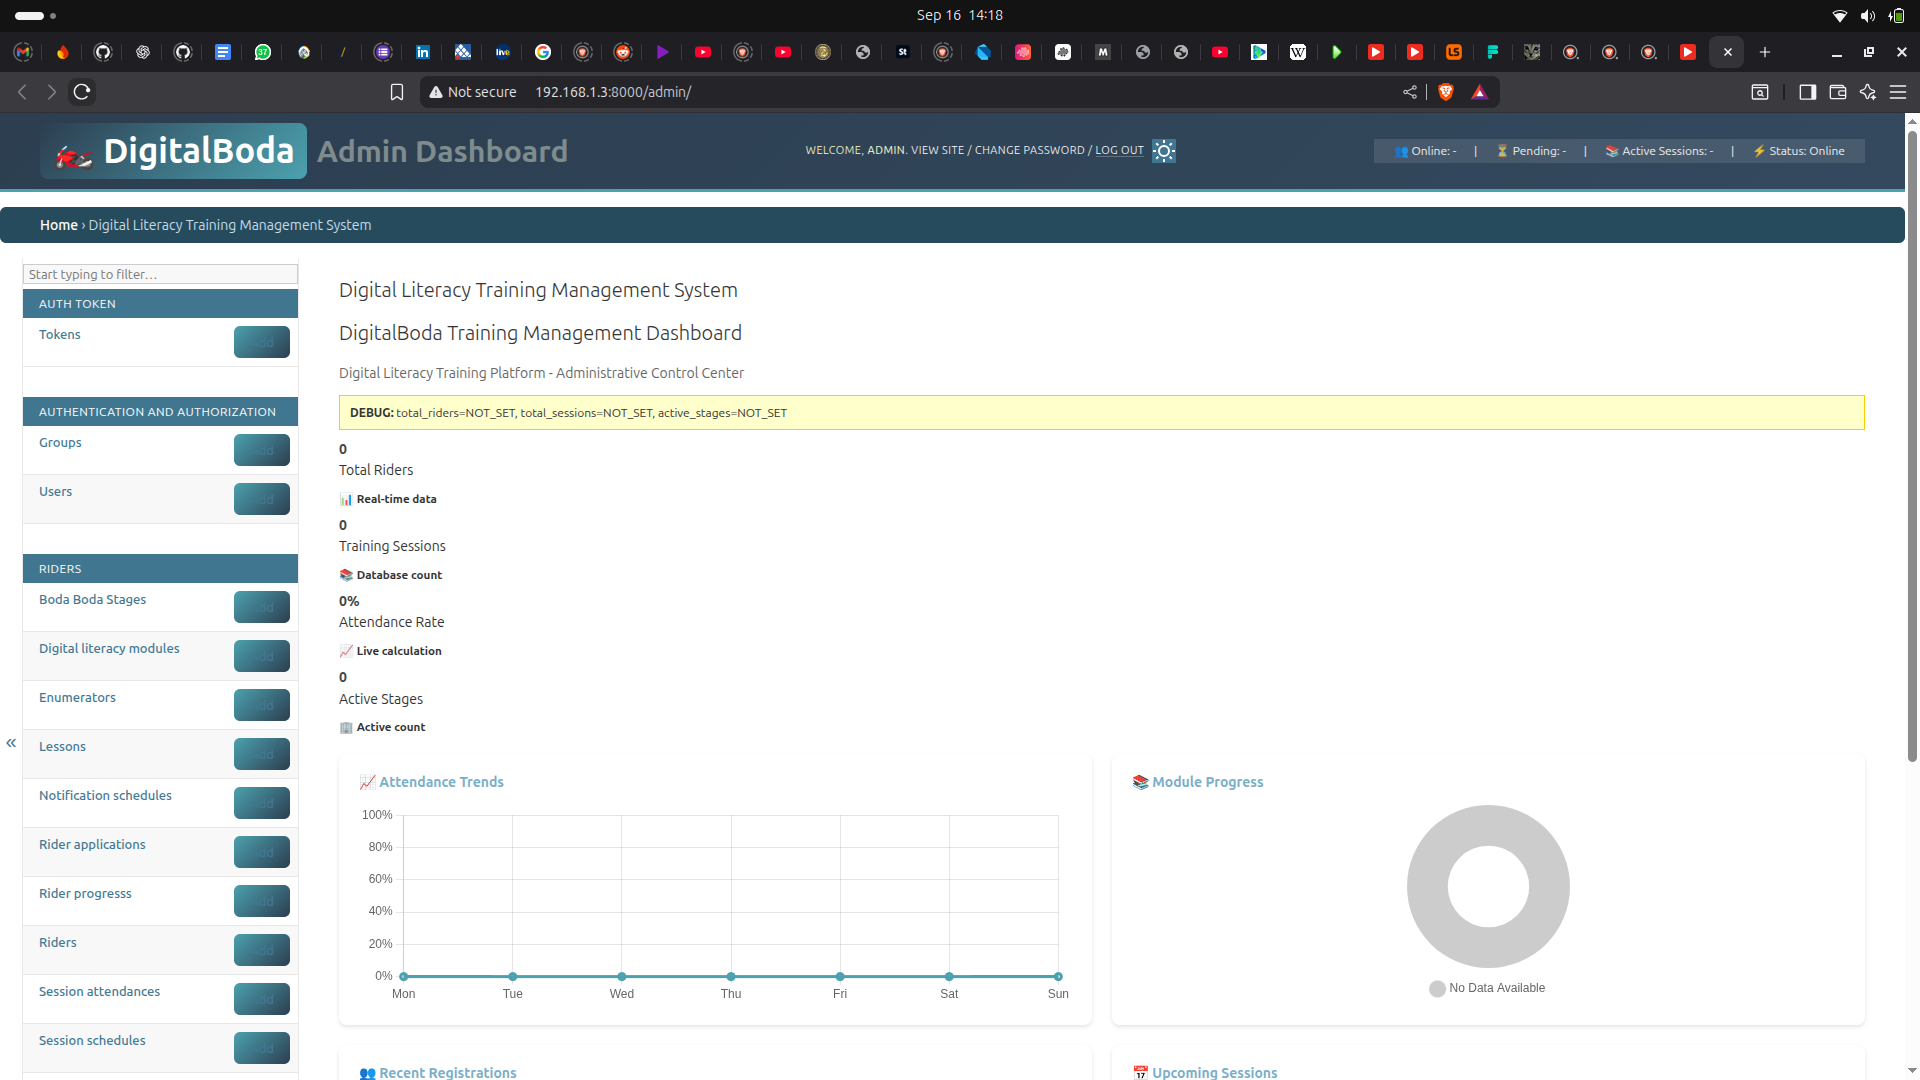 Sep 16 14:18
Not secure 192.168.1.3:8000/admin/
DigitalBoda Admin Dashboard
WELCOME, ADMIN. VIEW SITE / CHANGE PASSWORD / LOG OUT
👥 Online: - | ⏳ Pending: - | 📚 Active Sessions: - | ⚡ Status: Online
Home › Digital Literacy Training Management System
Start typing to filter…
AUTH TOKEN
Tokens
AUTHENTICATION AND AUTHORIZATION
Groups
Users
RIDERS
Boda Boda Stages
Digital literacy modules
Enumerators
Lessons
Notification schedules
Rider applications
Rider progresss
Riders
Session attendances
Session schedules
«
Digital Literacy Training Management System
DigitalBoda Training Management Dashboard
Digital Literacy Training Platform - Administrative Control Center
DEBUG: total_riders=NOT_SET, total_sessions=NOT_SET, active_stages=NOT_SET
0
Total Riders
📊 Real-time data
0
Training Sessions
📚 Database count
0%
Attendance Rate
📈 Live calculation
0
Active Stages
🏢 Active count
📈 Attendance Trends
100%
80%
60%
40%
20%
0%
Mon Tue Wed Thu Fri Sat Sun
📚 Module Progress
No Data Available
👥 Recent Registrations
📅 Upcoming Sessions